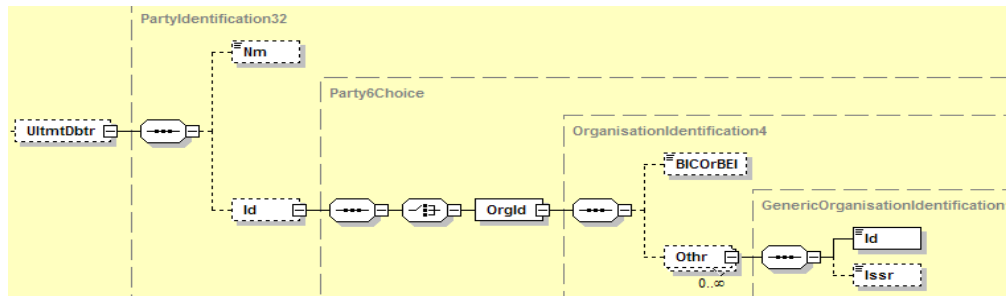 PartyIdentification32
Nm
Party6Choice
UltmtDbtr
OrganisationIdentification4
BICOrBEI
Id
OrgId
GenericOrganisationIdentification
Id
Othr
0..∞
Issr